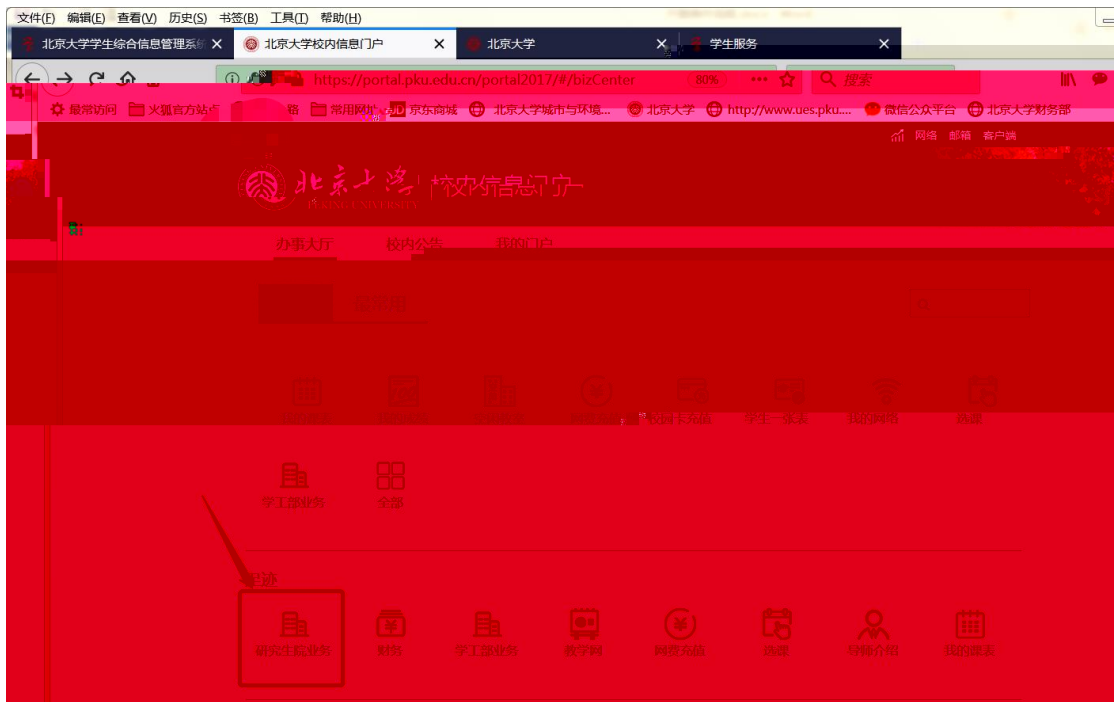 文件(F) 编辑(E) 查看(V) 历史(S) 书签(B) 工具(T) 帮助(H)
北京大学学生综合信息管理系统 北京大学校内信息门户 北京大学 学生服务
https://portal.pku.edu.cn/portal2017/#/bizCenter 80% 搜索
最常访问 火狐官方站点 常用网址 JD 京东商城 北京大学城市与环境... 北京大学 http://www.ues.pku.... 微信公众平台 北京大学财务部
网络 邮箱 客户端
北京大学 校内信息门户
PEKING UNIVERSITY
办事大厅 校内公告 我的门户
校园卡充值 学生一张表 我的网络 选课
学工部业务 全部
足迹
研究生院业务 财务 学工部业务 教学网 网费充值 选课 导师介绍 我的课表